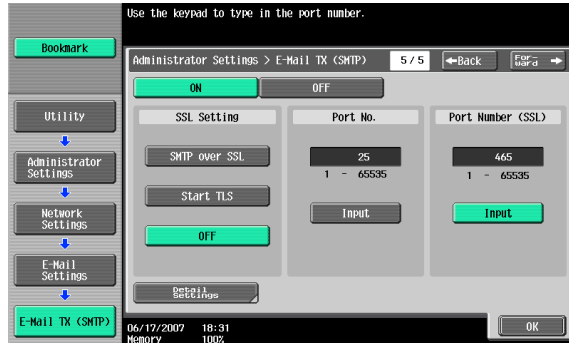 Use the keypad to type in the port number.
Bookmark
Administrator Settings > E-Mail TX (SMTP)
5/5
←Back
For-
ward →
ON
OFF
Utility
Administrator
Settings
Network
Settings
E-Mail
Settings
E-Mail TX (SMTP)
SSL Setting
SMTP over SSL
Start TLS
OFF
Detail
Settings
Port No.
25
1 - 65535
Input
Port Number (SSL)
465
1 - 65535
Input
06/17/2007 18:31
Memory 100%
OK